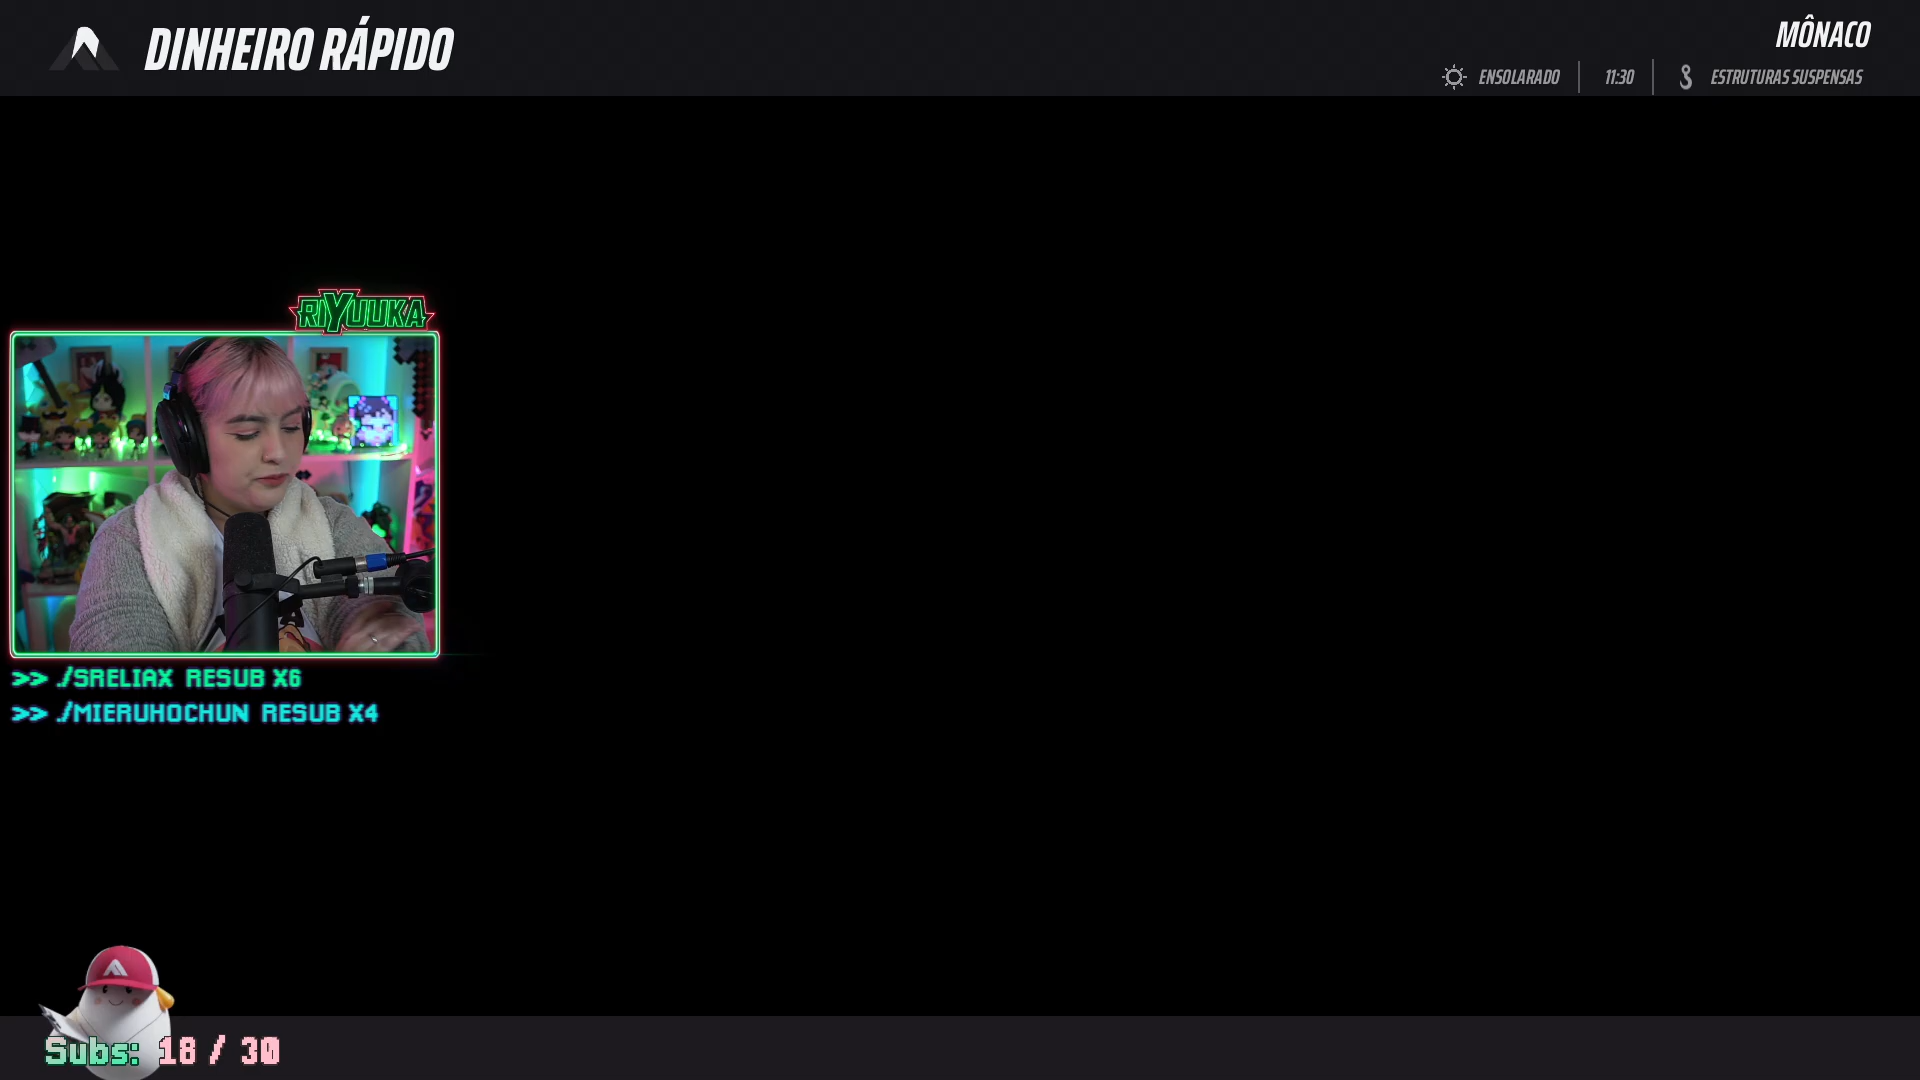 DINHEIRO RÁPIDO
MÔNACO
ENSOLARADO
11:30
ESTRUTURAS SUSPENSAS
RIYUUKA
>> ./SRELIAX RESUB X6
>> ./MIERUHOCHUN RESUB X4
Subs: 18 / 30